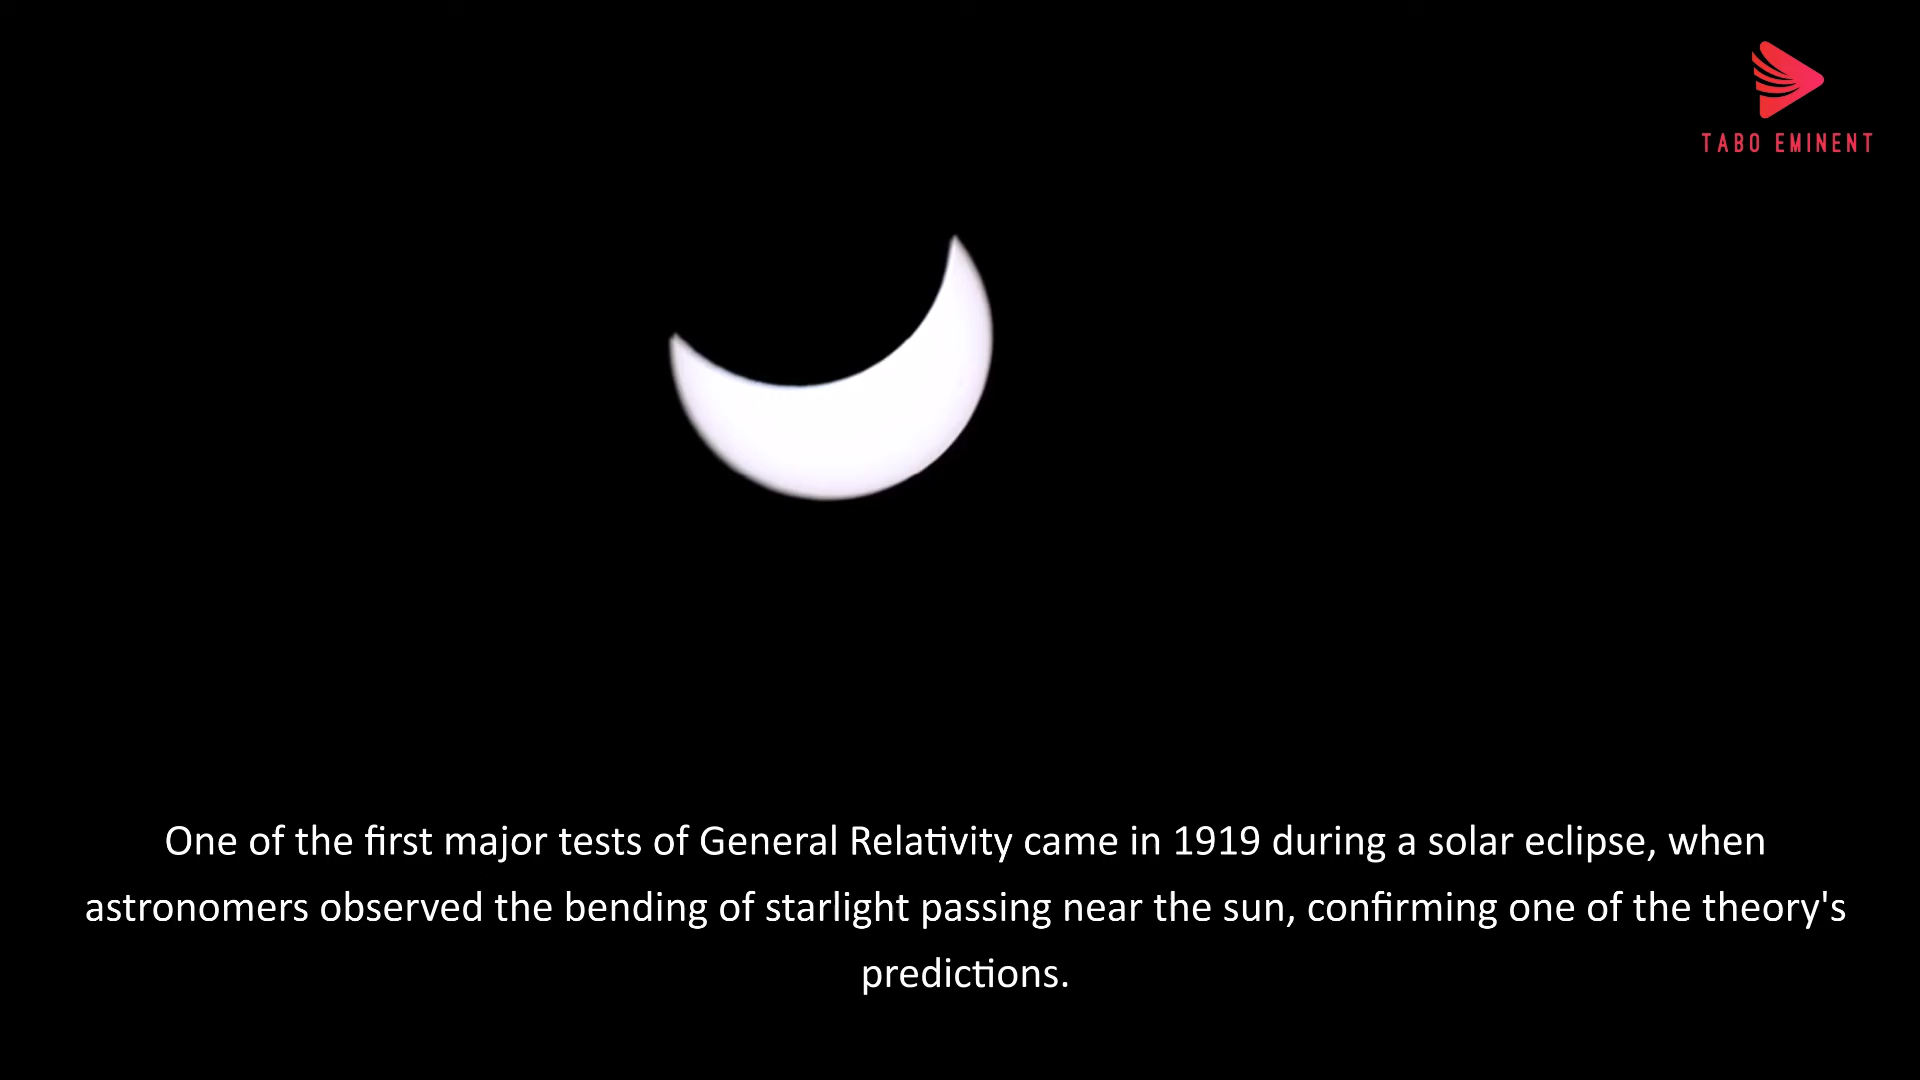 TABO EMINENT
One of the first major tests of General Relativity came in 1919 during a solar eclipse, when
astronomers observed the bending of starlight passing near the sun, confirming one of the theory's
predictions.